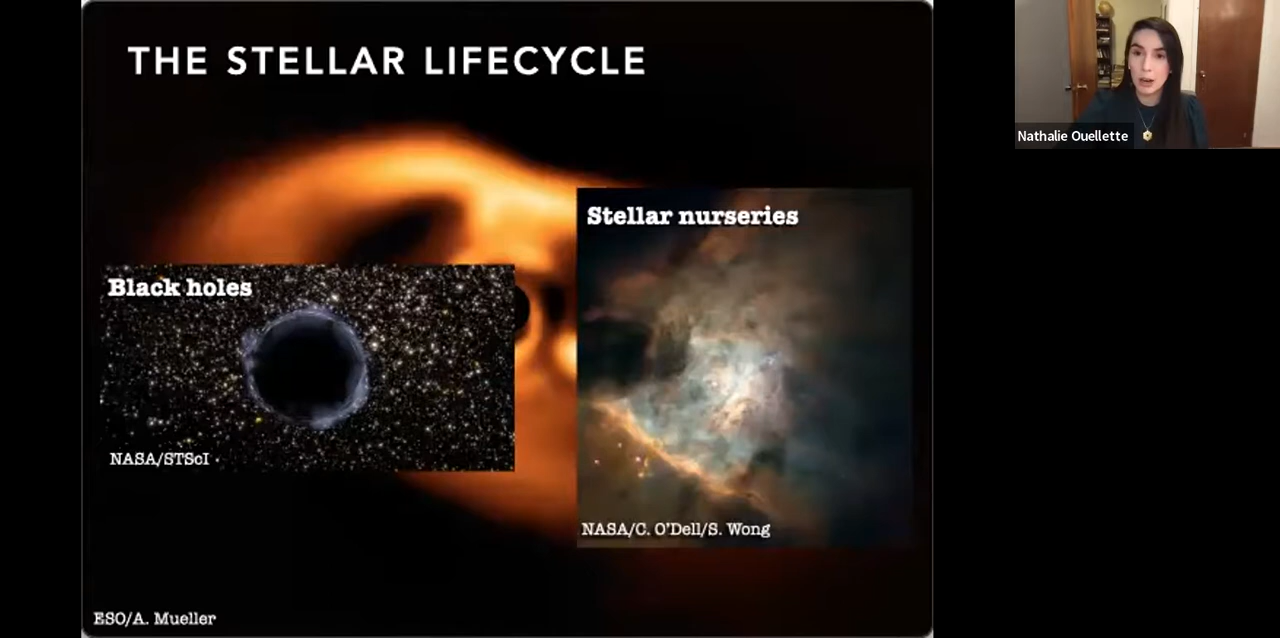 THE STELLAR LIFECYCLE
Nathalie Ouellette
Stellar nurseries
Black holes
NASA/STScI
NASA/C. O'Dell/S. Wong
ESO/A. Mueller